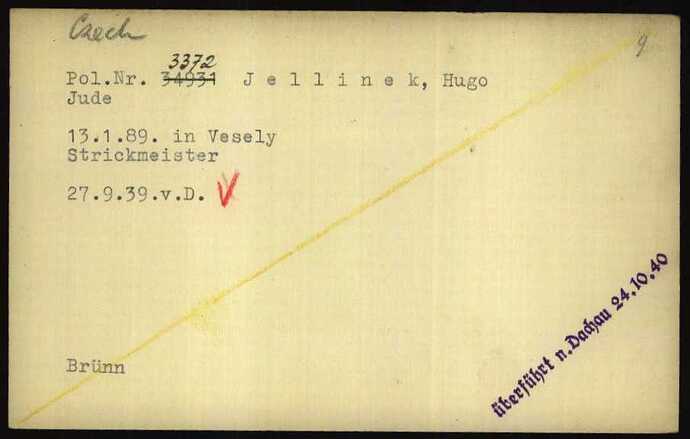 Czech
9
3372
Pol.Nr. 34931 Jellinek, Hugo
Jude
13.1.89. in Vesely
Strickmeister
27.9.39.v.D. V
Brünn
überführt n. Dachau 24.10.40